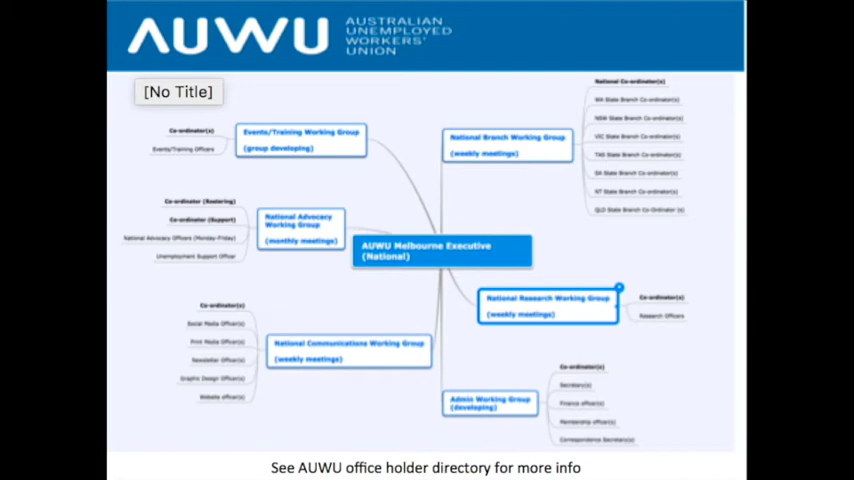 AUWU
AUSTRALIAN
UNEMPLOYED
WORKERS'
UNION
[No Title]
Co-ordinator(s)
Events/Training Officers
Events/Training Working Group
(group developing)
Co-ordinator (Rostering)
Co-ordinator (Support)
National Advocacy Officers (Monday-Friday)
Unemployment Support Officer
National Advocacy
Working Group
(monthly meetings)
Co-ordinator(s)
Social Media Officer(s)
Print Media Officer(s)
Newsletter Officer(s)
Graphic Design Officer(s)
Website officer(s)
National Communications Working Group
(weekly meetings)
AUWU Melbourne Executive
(National)
National Branch Working Group
(weekly meetings)
National Co-ordinator(s)
WA State Branch Co-ordinator(s)
NSW State Branch Co-ordinator(s)
VIC State Branch Co-ordinator(s)
TAS State Branch Co-ordinator(s)
SA State Branch Co-ordinator(s)
NT State Branch Co-ordinator(s)
QLD State Branch Co-Ordinator (s)
National Research Working Group
(weekly meetings)
Co-ordinator(s)
Research Officers
Admin Working Group
(developing)
Co-ordinator(s)
Secretary(s)
Finance officer(s)
Membership officer(s)
Correspondence Secretary(s)
See AUWU office holder directory for more info